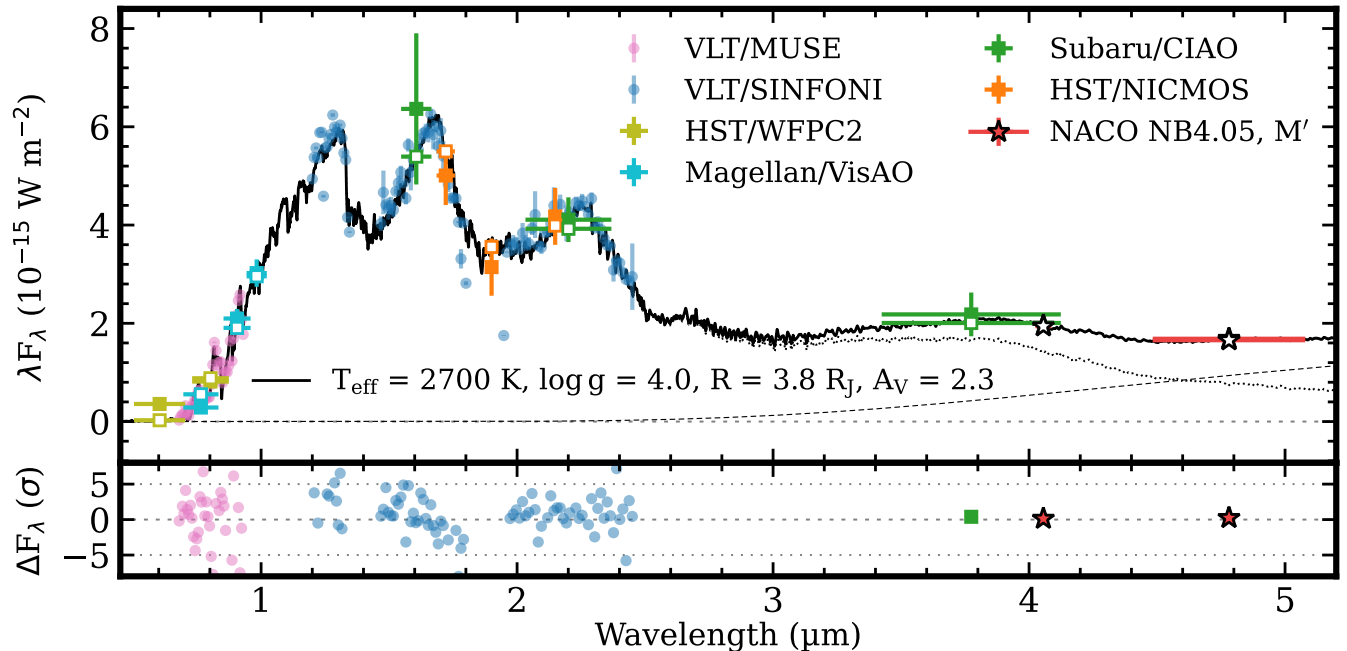 8
6
4
2
0
λF_λ (10⁻¹⁵ W m⁻²)
VLT/MUSE
VLT/SINFONI
HST/WFPC2
Magellan/VisAO
Subaru/CIAO
HST/NICMOS
NACO NB4.05, M′
T_eff = 2700 K, log g = 4.0, R = 3.8 R_J, A_V = 2.3
5
0
−5
ΔF_λ (σ)
1 2 3 4 5
Wavelength (μm)